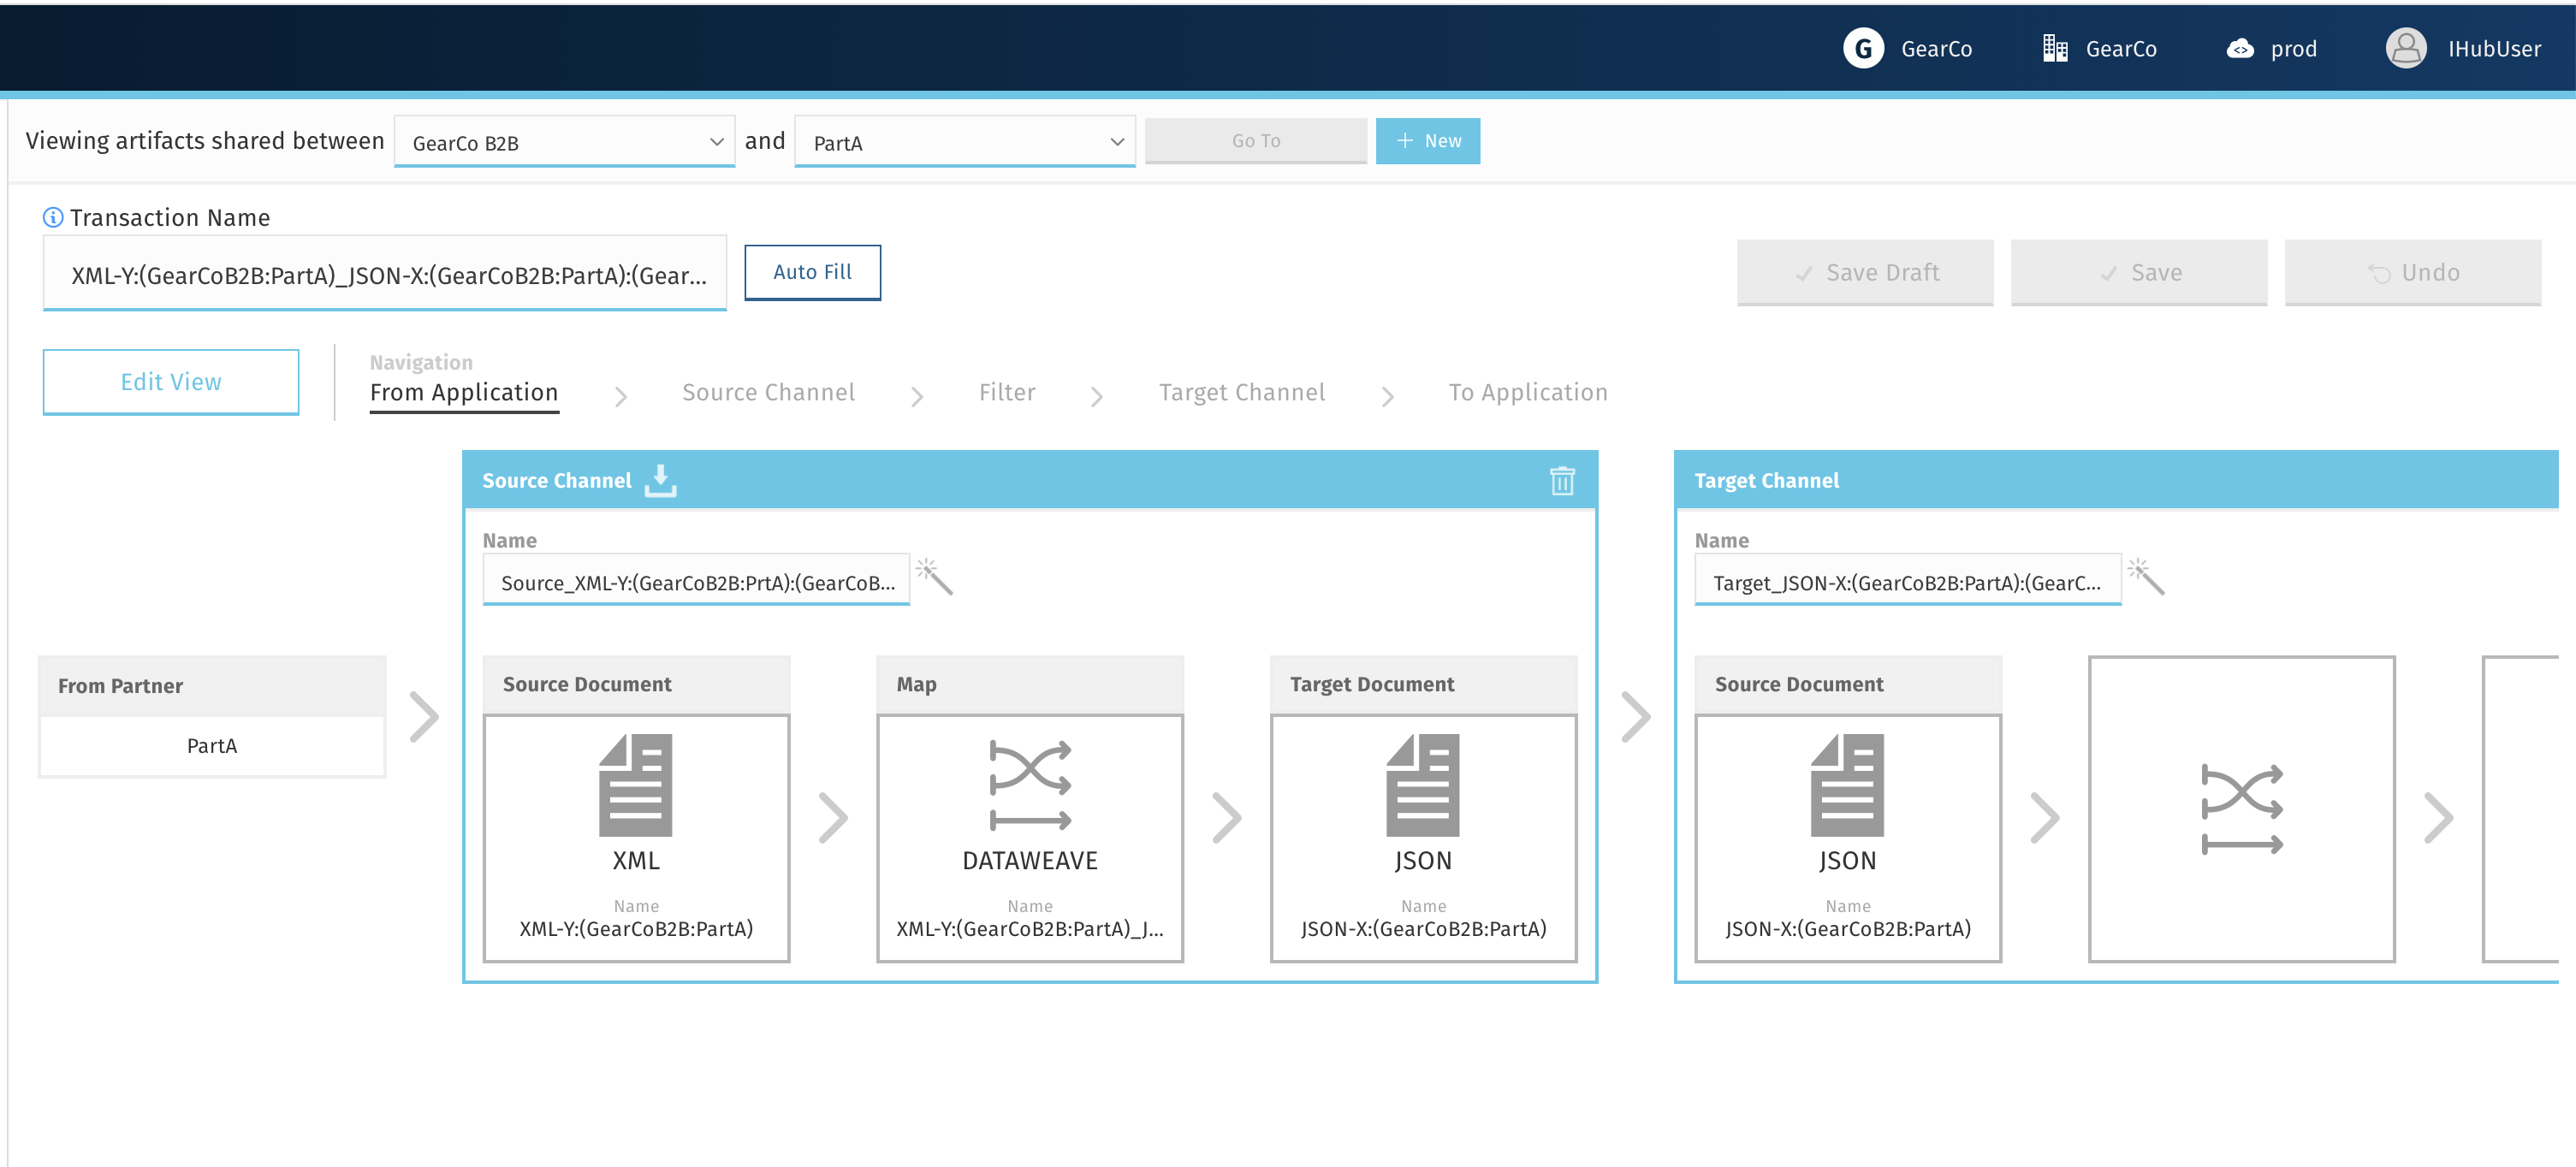 G GearCo GearCo prod IHubUser
Viewing artifacts shared between GearCo B2B and PartA Go To + New
Transaction Name
XML-Y:(GearCoB2B:PartA)_JSON-X:(GearCoB2B:PartA):(Gear... Auto Fill Save Draft Save Undo
Edit View
Navigation
From Application Source Channel Filter Target Channel To Application
Source Channel
Name
Source_XML-Y:(GearCoB2B:PrtA):(GearCoB...
Target Channel
Name
Target_JSON-X:(GearCoB2B:PartA):(GearC...
From Partner
PartA
Source Document
XML
Name
XML-Y:(GearCoB2B:PartA)
Map
DATAWEAVE
Name
XML-Y:(GearCoB2B:PartA)_J...
Target Document
JSON
Name
JSON-X:(GearCoB2B:PartA)
Source Document
JSON
Name
JSON-X:(GearCoB2B:PartA)